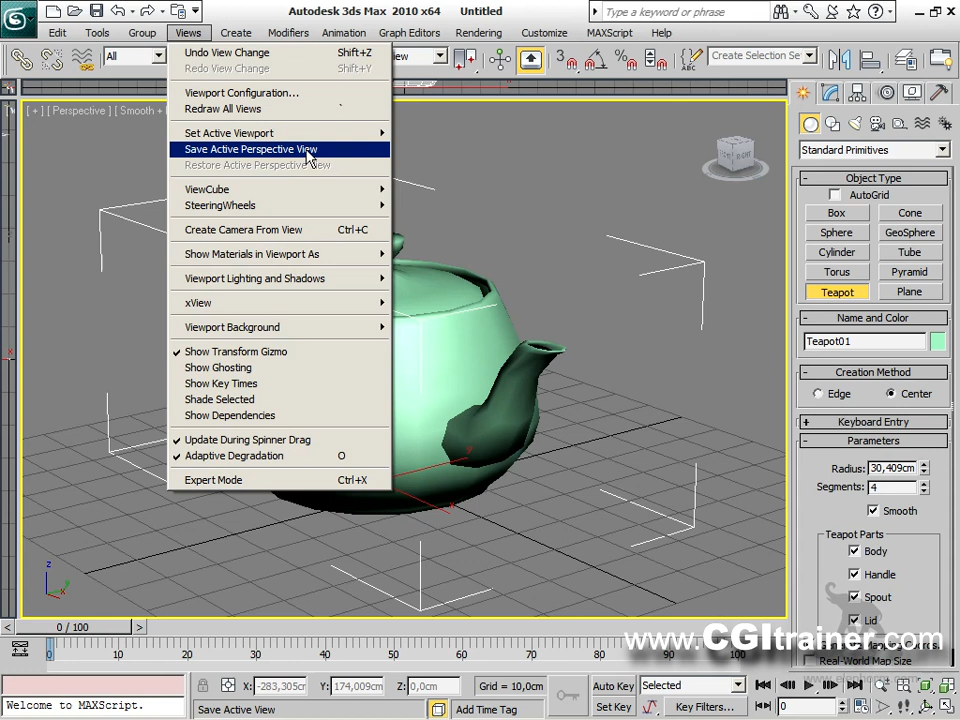 Autodesk 3ds Max 2010 x64 Untitled
Type a keyword or phrase
Edit Tools Group Views Create Modifiers Animation Graph Editors Rendering Customize MAXScript Help
All
Create Selection Se
[ + ] [ Perspective ] [ Smooth +
Undo View Change Shift+Z
Redo View Change Shift+Y
Viewport Configuration...
Redraw All Views `
Set Active Viewport
Save Active Perspective View
Restore Active Perspective View
ViewCube
SteeringWheels
Create Camera From View Ctrl+C
Show Materials in Viewport As
Viewport Lighting and Shadows
xView
Viewport Background
Show Transform Gizmo
Show Ghosting
Show Key Times
Shade Selected
Show Dependencies
Update During Spinner Drag
Adaptive Degradation O
Expert Mode Ctrl+X
Standard Primitives
Object Type
AutoGrid
Box Cone
Sphere GeoSphere
Cylinder Tube
Torus Pyramid
Teapot Plane
Name and Color
Teapot01
Creation Method
Edge Center
Keyboard Entry
Parameters
Radius: 30,409cm
Segments: 4
Smooth
Teapot Parts
Body
Handle
Spout
Lid
Generate Mapping Coords.
Real-World Map Size
www.CGItrainer.com
z
y
x
y
x
0 / 100
0 10 20 30 40 50 60 70 80 90 100
X: -283,305cm Y: 174,009cm Z: 0,0cm Grid = 10,0cm
Auto Key Selected
Welcome to MAXScript.
Save Active View
Add Time Tag
Set Key Key Filters...
0